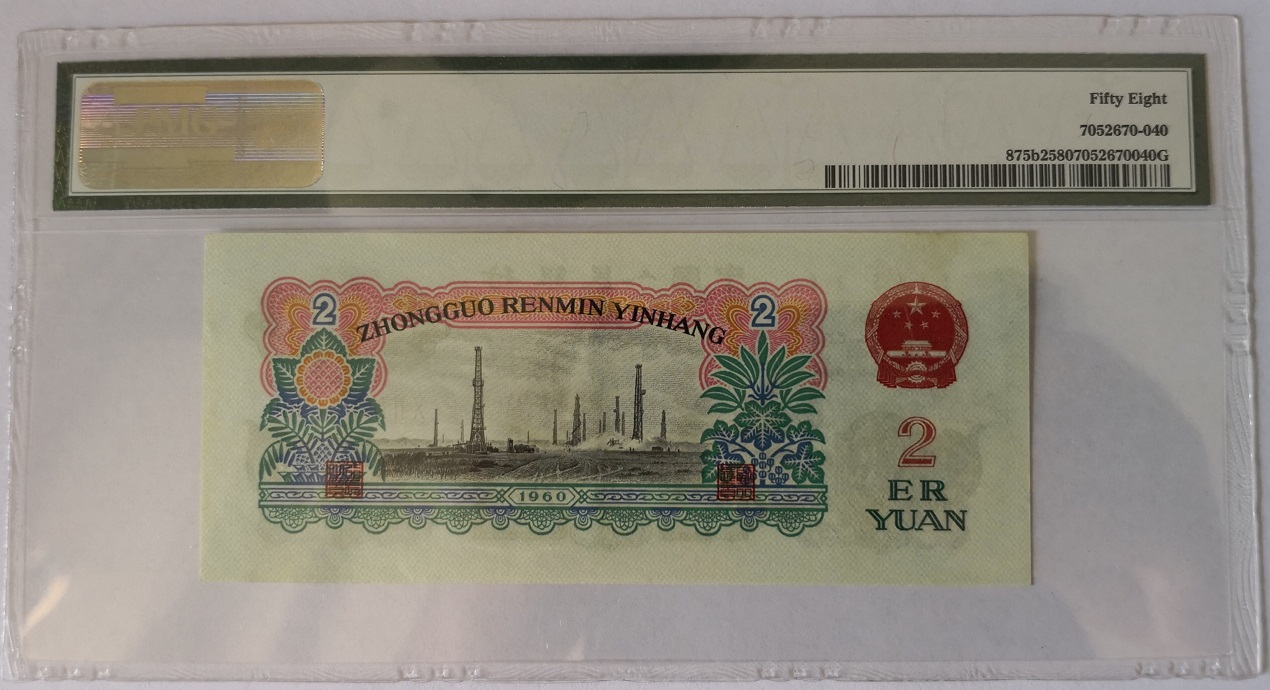 Fifty Eight
7052670-040
875b25807052670040G
2
ZHONGGUO RENMIN YINHANG
2
1960
2
ER
YUAN